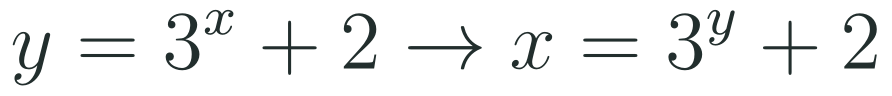 y = 3^x + 2 → x = 3^y + 2